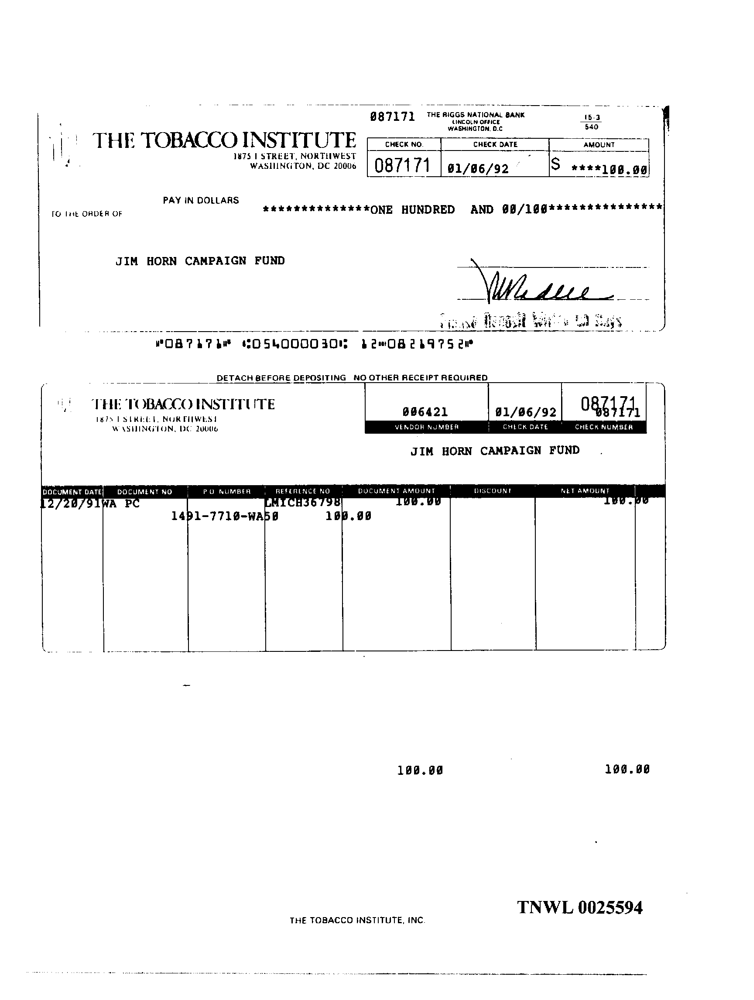 087171 THE RIGGS NATIONAL BANK
LINCOLN OFFICE
WASHINGTON, D.C.
15-3
540
THE TOBACCO INSTITUTE
1875 I STREET, NORTHWEST
WASHINGTON, DC 20006
CHECK NO. CHECK DATE AMOUNT
087171 01/06/92 $ ****100.00
PAY IN DOLLARS **************ONE HUNDRED AND 00/100***************
TO THE ORDER OF
JIM HORN CAMPAIGN FUND
Please Deposit Days
⑈087171⑈ ⑆054000030⑆ 12⑉08219752⑈
DETACH BEFORE DEPOSITING NO OTHER RECEIPT REQUIRED
THE TOBACCO INSTITUTE
1875 I STREET, NORTHWEST
WASHINGTON, DC 20006
006421 01/06/92 087171
087171
VENDOR NUMBER CHECK DATE CHECK NUMBER
JIM HORN CAMPAIGN FUND
DOCUMENT DATE DOCUMENT NO P O NUMBER REFERENCE NO DOCUMENT AMOUNT DISCOUNT NET AMOUNT
12/20/91 WA PC LMICH36798 100.00 100.00
1491-7710-WA50 100.00
100.00 100.00
TNWL 0025594
THE TOBACCO INSTITUTE, INC.